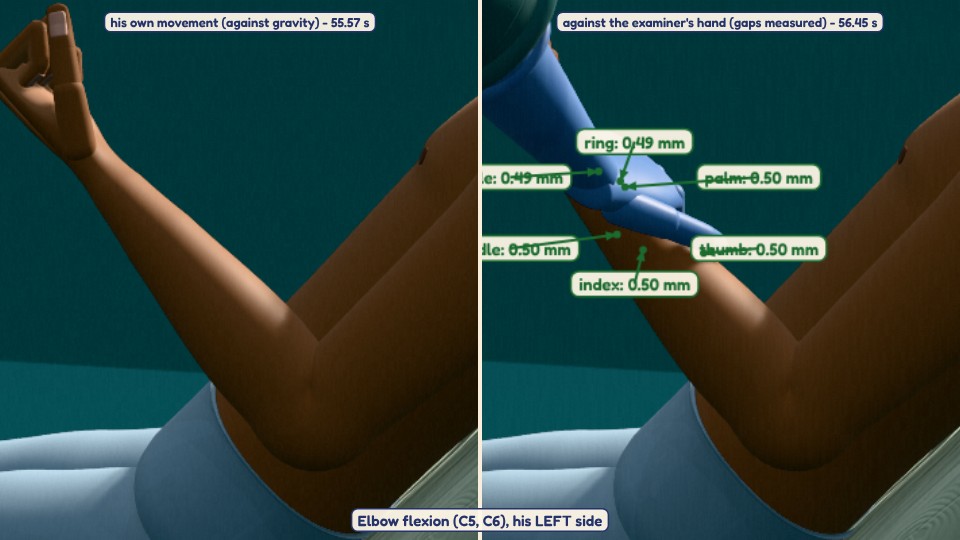 his own movement (against gravity) - 55.57 s
against the examiner's hand (gaps measured) - 56.45 s
ring: 0.49 mm
le: 0.49 mm
palm: 0.50 mm
dle: 0.50 mm
thumb: 0.50 mm
index: 0.50 mm
Elbow flexion (C5, C6), his LEFT side